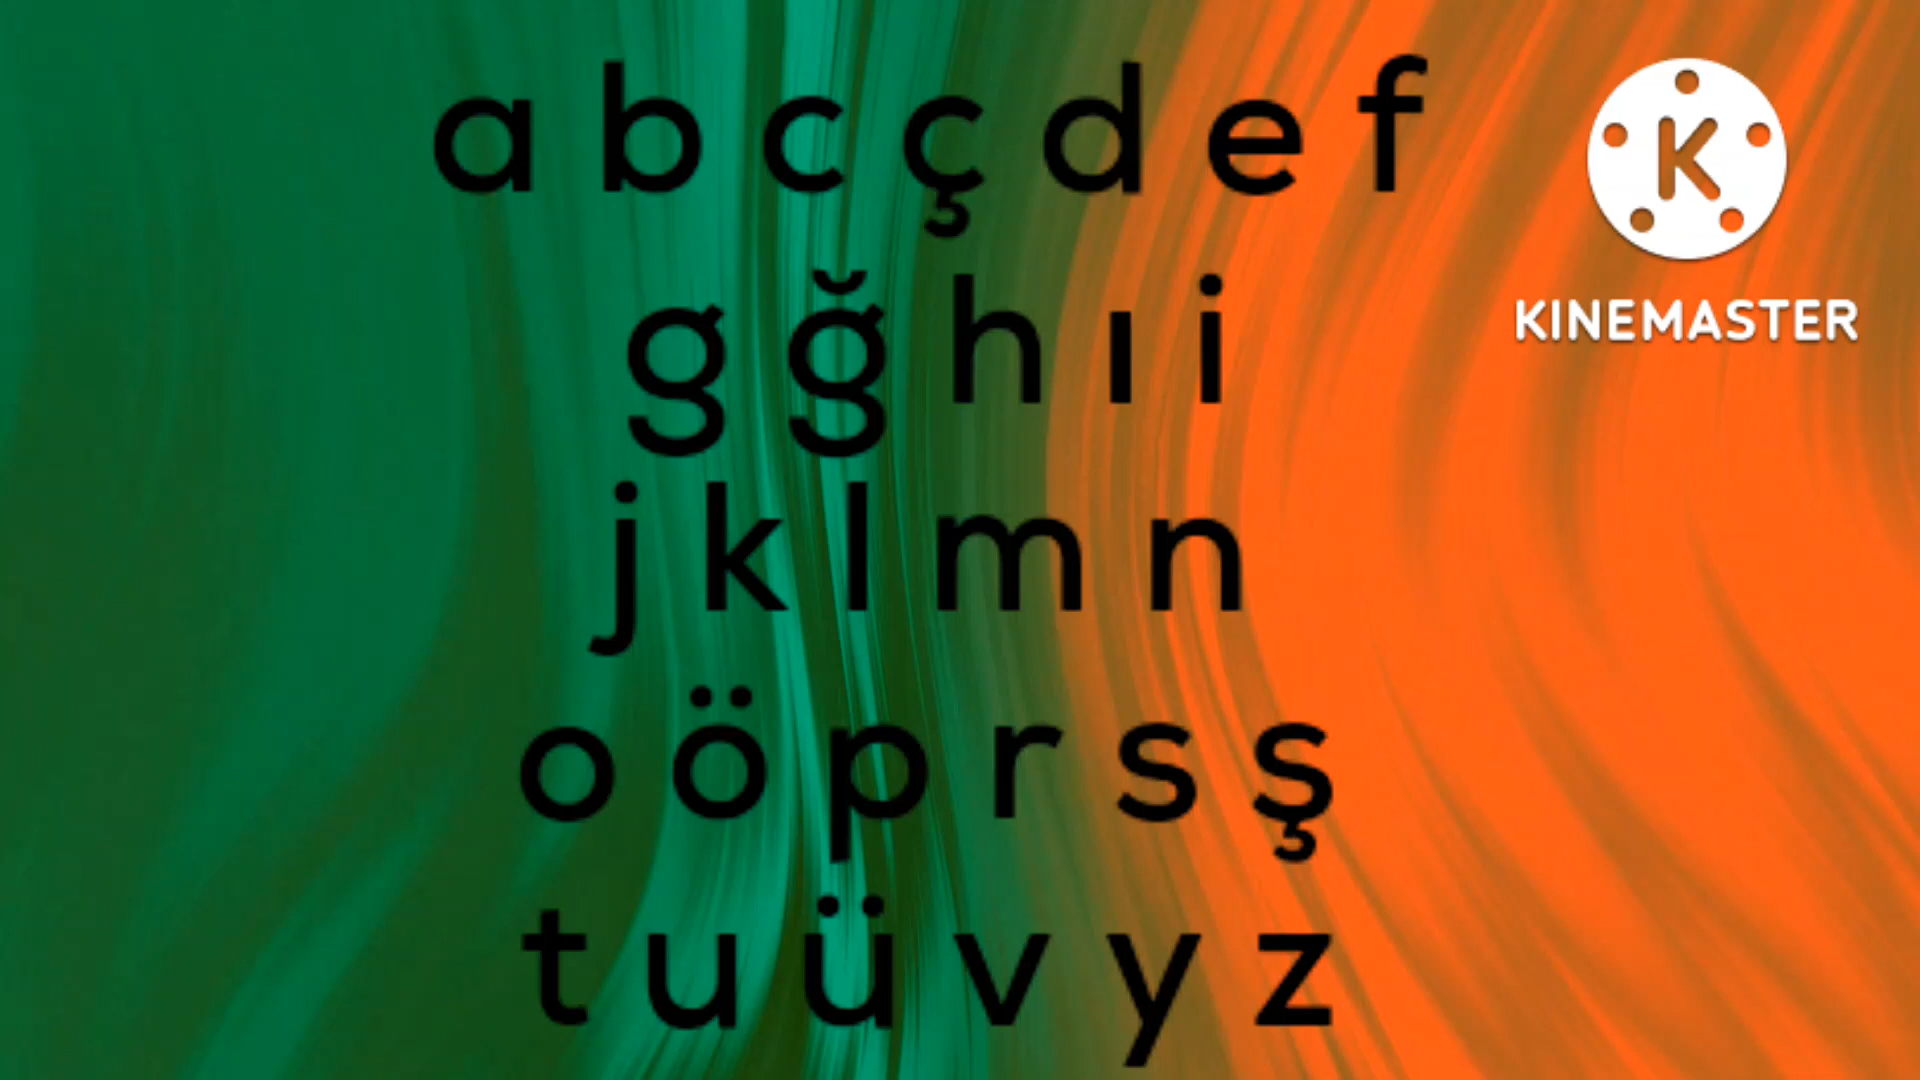 a b c ç d e f
g ğ h ı i
j k l m n
o ö p r s ş
t u ü v y z
K
KINEMASTER